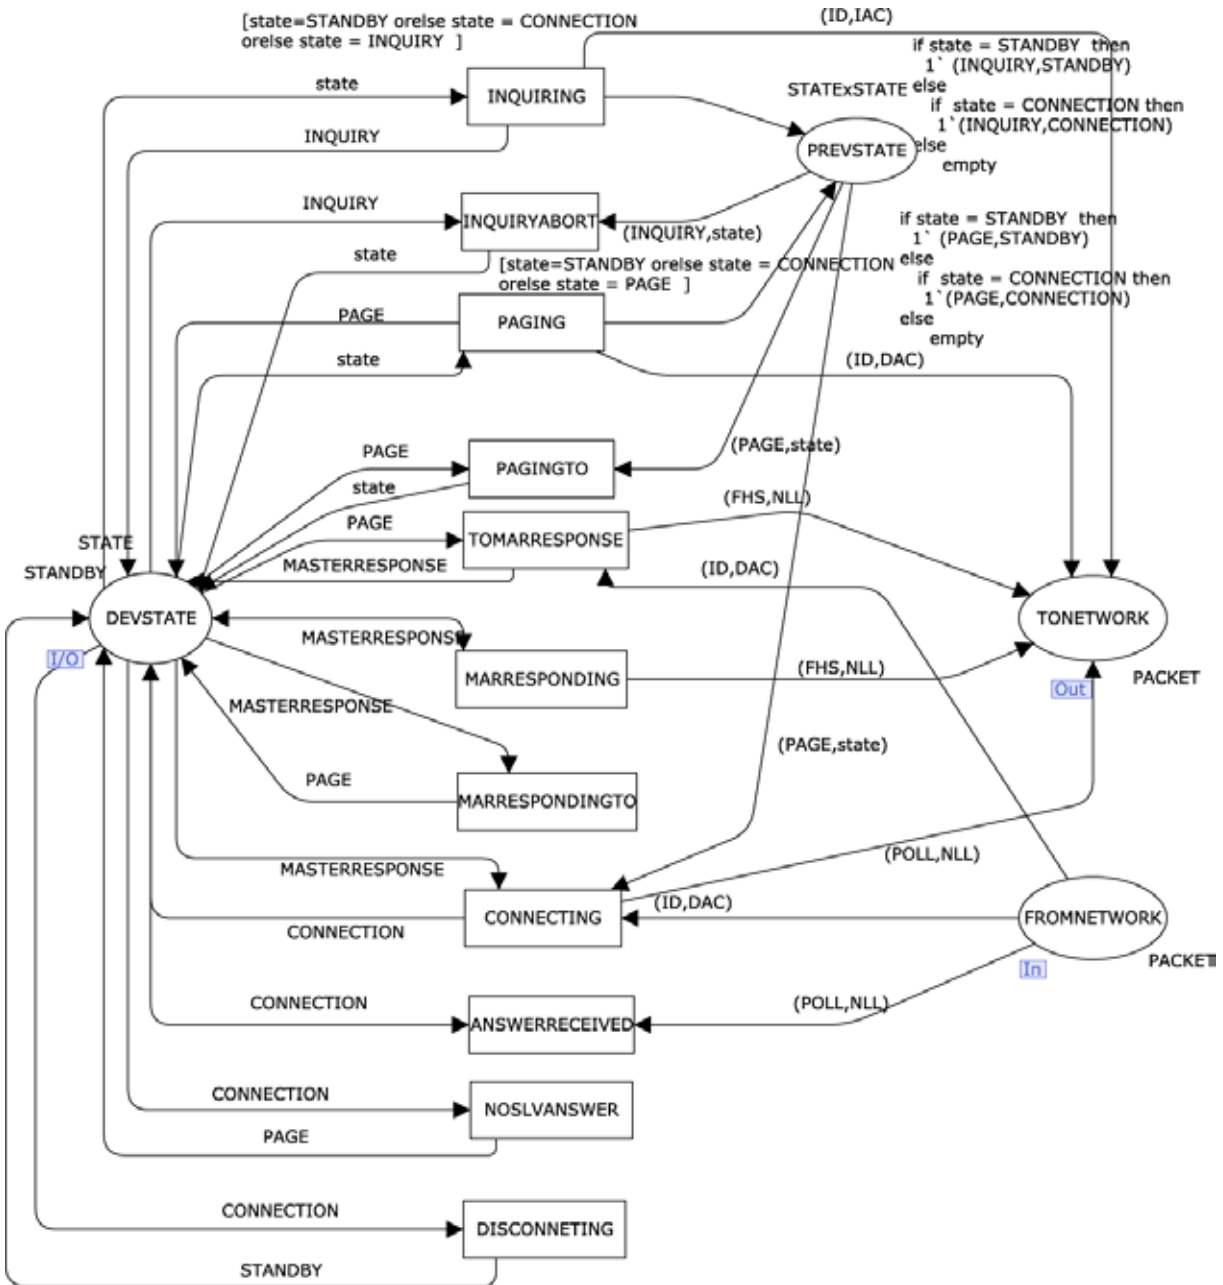 [state=STANDBY orelse state = CONNECTION
orelse state = INQUIRY ]
(ID,IAC)
if state = STANDBY then
1` (INQUIRY,STANDBY)
else
if state = CONNECTION then
1`(INQUIRY,CONNECTION)
else
empty
state
INQUIRING
STATExSTATE
INQUIRY
PREVSTATE
INQUIRY
INQUIRYABORT
(INQUIRY,state)
if state = STANDBY then
1` (PAGE,STANDBY)
else
if state = CONNECTION then
1`(PAGE,CONNECTION)
else
empty
state
[state=STANDBY orelse state = CONNECTION
orelse state = PAGE ]
PAGE
PAGING
state
(ID,DAC)
PAGE
PAGINGTO
(PAGE,state)
state
(FHS,NLL)
PAGE
TOMARRESPONSE
STATE
MASTERRESPONSE
(ID,DAC)
STANDBY
DEVSTATE
TONETWORK
MASTERRESPONSE
I/O
MARRESPONDING
(FHS,NLL)
PACKET
Out
MASTERRESPONSE
(PAGE,state)
PAGE
MARRESPONDINGTO
MASTERRESPONSE
(POLL,NLL)
(ID,DAC)
CONNECTING
FROMNETWORK
CONNECTION
PACKET
In
CONNECTION
(POLL,NLL)
ANSWERRECEIVED
CONNECTION
NOSLVANSWER
PAGE
CONNECTION
DISCONNETING
STANDBY